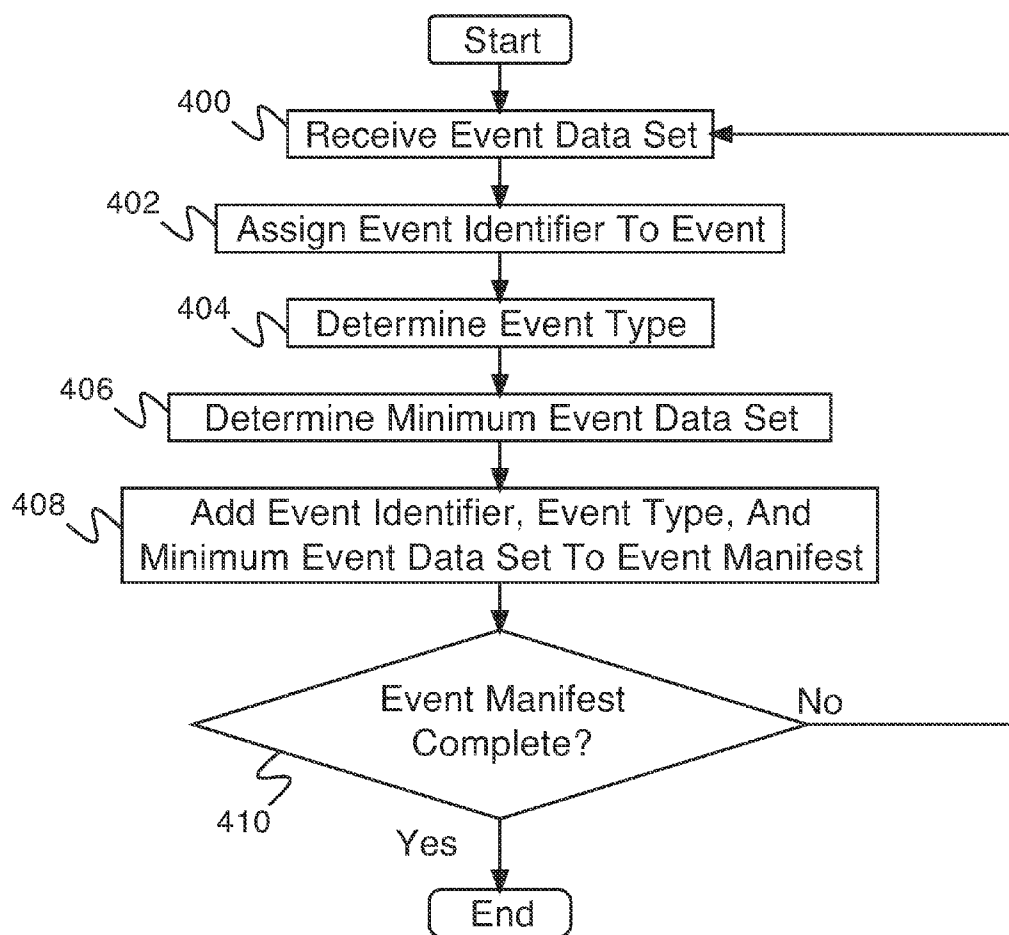 Start
400
Receive Event Data Set
402
Assign Event Identifier To Event
404
Determine Event Type
406
Determine Minimum Event Data Set
408
Add Event Identifier, Event Type, And
Minimum Event Data Set To Event Manifest
Event Manifest
Complete?
No
410
Yes
End